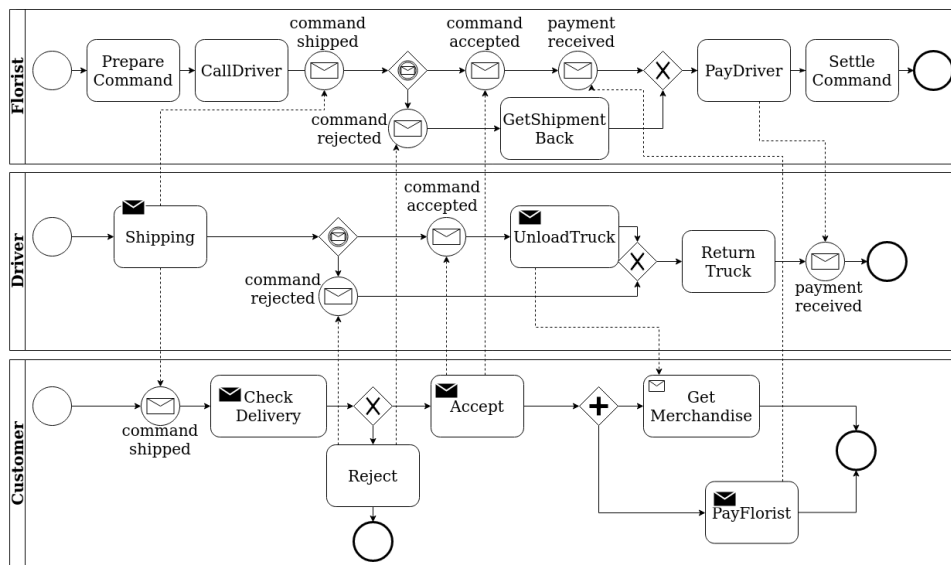 Florist
Prepare
Command
CallDriver
command
shipped
command
rejected
command
accepted
payment
received
GetShipment
Back
PayDriver
Settle
Command
Driver
Shipping
command
rejected
command
accepted
UnloadTruck
Return
Truck
payment
received
Customer
command
shipped
Check
Delivery
Reject
Accept
Get
Merchandise
PayFlorist